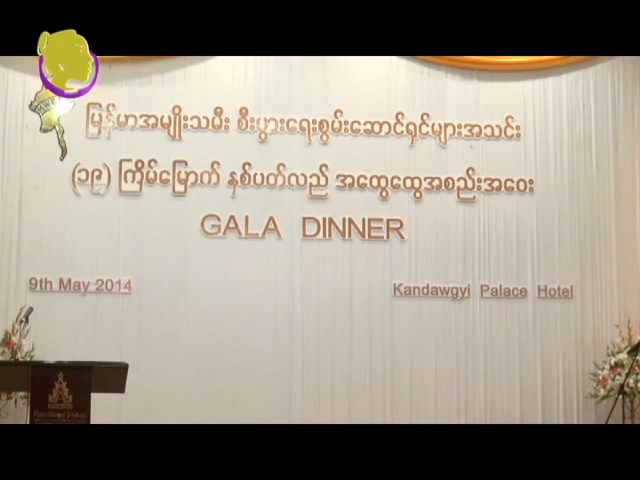 မြန်မာအမျိုးသမီး စီးပွားရေးစွမ်းဆောင်ရှင်များအသင်း
(၁၉) ကြိမ်မြောက် နှစ်ပတ်လည် အထွေထွေအစည်းအဝေး
GALA DINNER
9th May 2014
Kandawgyi Palace Hotel
Kandawgyi Palace